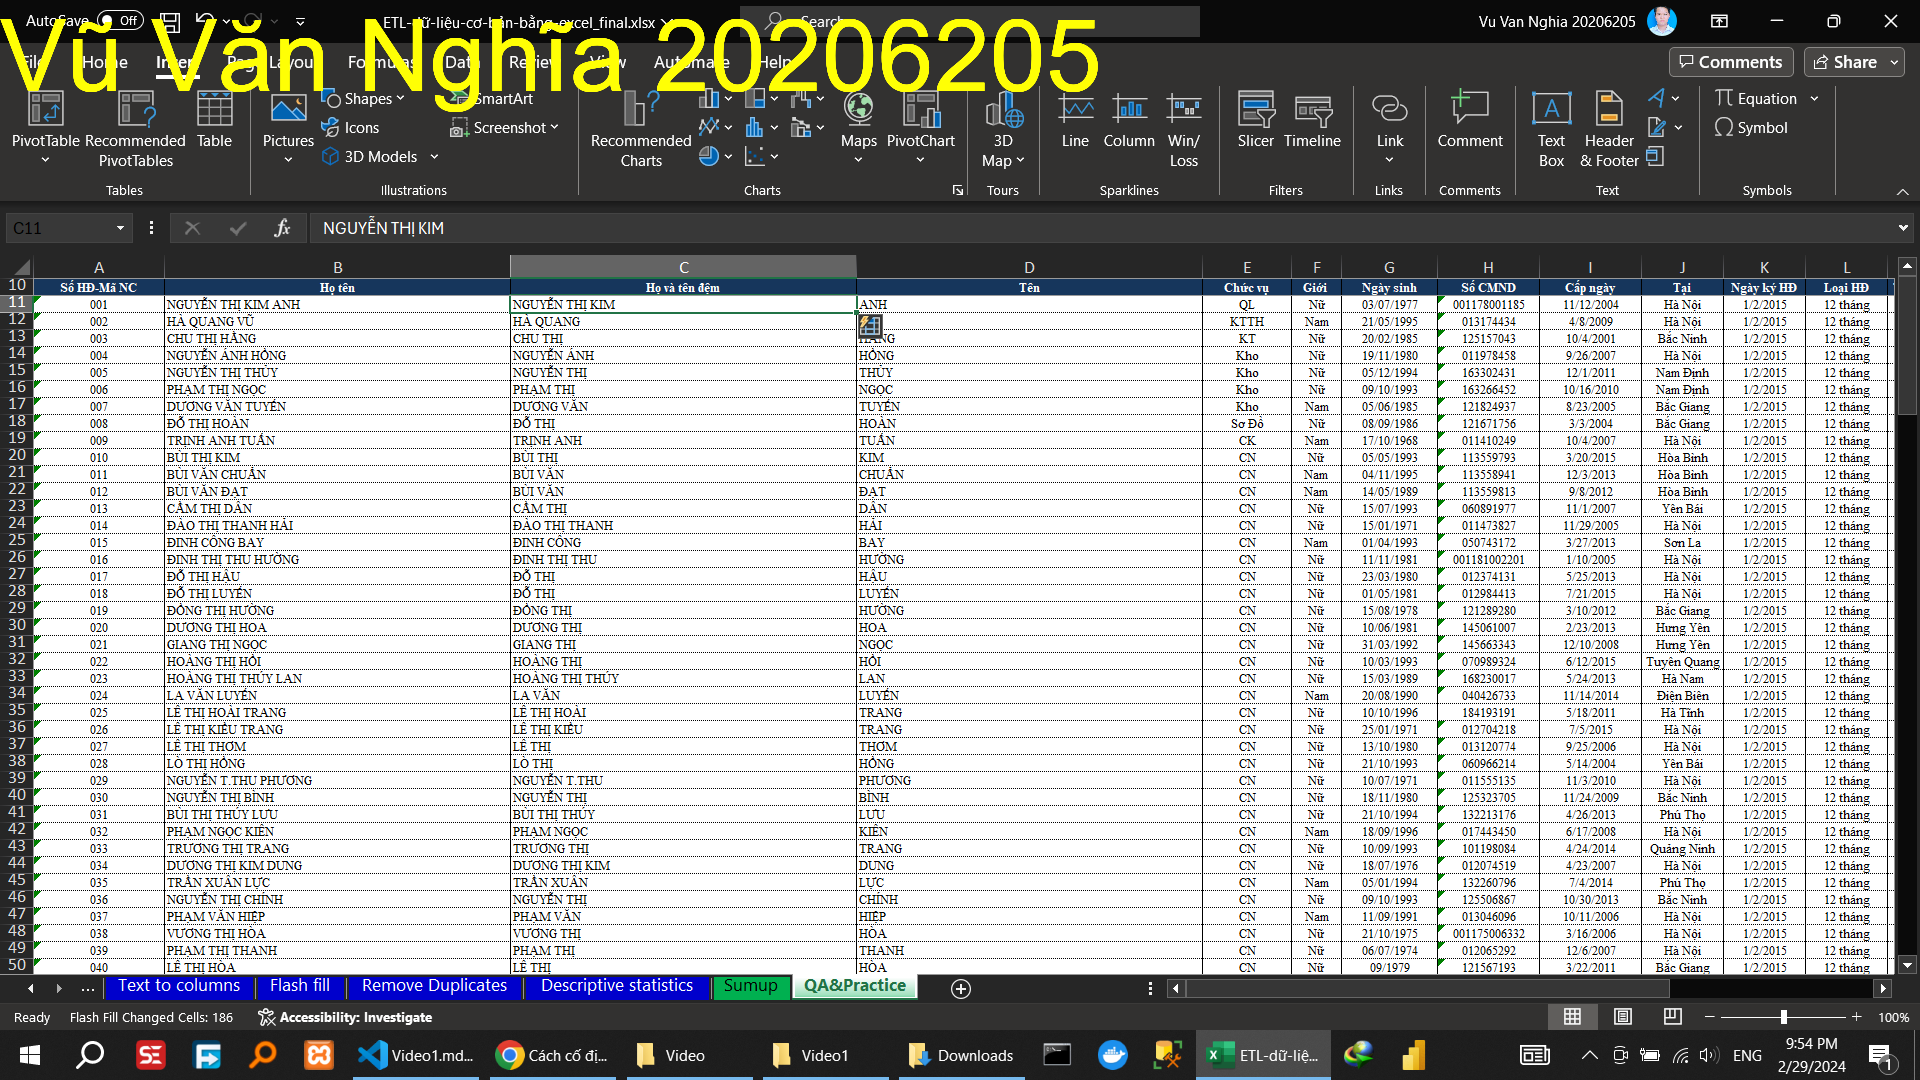 AutoSave Off ETL-dữ-liệu-cơ-bản-bằng-excel_final.xlsx Search Vu Van Nghia 20206205
Vũ Văn Nghĩa 20206205
File Home Insert Page Layout Formulas Data Review View Automate Help Comments Share
PivotTable Recommended PivotTables Table Pictures Shapes Icons 3D Models SmartArt Screenshot Recommended Charts Maps PivotChart 3D Map Line Column Win/Loss Slicer Timeline Link Comment Text Box Header & Footer Equation Symbol
Tables Illustrations Charts Tours Sparklines Filters Links Comments Text Symbols
C11 fx NGUYỄN THỊ KIM
A B C D E F G H I J K L
10 Số HĐ-Mã NC Họ tên Họ và tên đệm Tên Chức vụ Giới Ngày sinh Số CMND Cấp ngày Tại Ngày ký HĐ Loại HĐ
11 001 NGUYỄN THỊ KIM ANH NGUYỄN THỊ KIM ANH QL Nữ 03/07/1977 001178001185 11/12/2004 Hà Nội 1/2/2015 12 tháng
12 002 HÀ QUANG VŨ HÀ QUANG KTTH Nam 21/05/1995 013174434 4/8/2009 Hà Nội 1/2/2015 12 tháng
13 003 CHU THỊ HẰNG CHU THỊ HẰNG KT Nữ 20/02/1985 125157043 10/4/2001 Bắc Ninh 1/2/2015 12 tháng
14 004 NGUYỄN ÁNH HỒNG NGUYỄN ÁNH HỒNG Kho Nữ 19/11/1980 011978458 9/26/2007 Hà Nội 1/2/2015 12 tháng
15 005 NGUYỄN THỊ THỦY NGUYỄN THỊ THỦY Kho Nữ 05/12/1994 163302431 12/1/2011 Nam Định 1/2/2015 12 tháng
16 006 PHẠM THỊ NGỌC PHẠM THỊ NGỌC Kho Nữ 09/10/1993 163266452 10/16/2010 Nam Định 1/2/2015 12 tháng
17 007 DƯƠNG VĂN TUYẾN DƯƠNG VĂN TUYẾN Kho Nam 05/06/1985 121824937 8/23/2005 Bắc Giang 1/2/2015 12 tháng
18 008 ĐỖ THỊ HOÀN ĐỖ THỊ HOÀN Sơ Đồ Nữ 08/09/1986 121671756 3/3/2004 Bắc Giang 1/2/2015 12 tháng
19 009 TRỊNH ANH TUẤN TRỊNH ANH TUẤN CK Nam 17/10/1968 011410249 10/4/2007 Hà Nội 1/2/2015 12 tháng
20 010 BÙI THỊ KIM BÙI THỊ KIM CN Nữ 05/05/1993 113559793 3/20/2015 Hòa Bình 1/2/2015 12 tháng
21 011 BÙI VĂN CHUẨN BÙI VĂN CHUẨN CN Nam 04/11/1995 113558941 12/3/2013 Hòa Bình 1/2/2015 12 tháng
22 012 BÙI VĂN ĐẠT BÙI VĂN ĐẠT CN Nam 14/05/1989 113559813 9/8/2012 Hòa Bình 1/2/2015 12 tháng
23 013 CẦM THỊ DÂN CẦM THỊ DÂN CN Nữ 15/07/1993 060891977 11/1/2007 Yên Bái 1/2/2015 12 tháng
24 014 ĐÀO THỊ THANH HẢI ĐÀO THỊ THANH HẢI CN Nữ 15/01/1971 011473827 11/29/2005 Hà Nội 1/2/2015 12 tháng
25 015 ĐINH CÔNG BAY ĐINH CÔNG BAY CN Nam 01/04/1993 050743172 3/27/2013 Sơn La 1/2/2015 12 tháng
26 016 ĐINH THỊ THU HƯỜNG ĐINH THỊ THU HƯỜNG CN Nữ 11/11/1981 001181002201 1/10/2005 Hà Nội 1/2/2015 12 tháng
27 017 ĐỖ THỊ HẬU ĐỖ THỊ HẬU CN Nữ 23/03/1980 012374131 5/25/2013 Hà Nội 1/2/2015 12 tháng
28 018 ĐỖ THỊ LUYẾN ĐỖ THỊ LUYẾN CN Nữ 01/05/1981 012984413 7/21/2015 Hà Nội 1/2/2015 12 tháng
29 019 ĐỒNG THỊ HƯỜNG ĐỒNG THỊ HƯỜNG CN Nữ 15/08/1978 121289280 3/10/2012 Bắc Giang 1/2/2015 12 tháng
30 020 DƯƠNG THỊ HOA DƯƠNG THỊ HOA CN Nữ 10/06/1981 145061007 2/23/2013 Hưng Yên 1/2/2015 12 tháng
31 021 GIANG THỊ NGỌC GIANG THỊ NGỌC CN Nữ 31/03/1992 145663343 12/10/2008 Hưng Yên 1/2/2015 12 tháng
32 022 HOÀNG THỊ HỒI HOÀNG THỊ HỒI CN Nữ 10/03/1993 070989324 6/12/2015 Tuyên Quang 1/2/2015 12 tháng
33 023 HOÀNG THỊ THÚY LAN HOÀNG THỊ THÚY LAN CN Nữ 15/03/1989 168230017 5/24/2013 Hà Nam 1/2/2015 12 tháng
34 024 LA VĂN LUYẾN LA VĂN LUYẾN CN Nam 20/08/1990 040426733 11/14/2014 Điện Biên 1/2/2015 12 tháng
35 025 LÊ THỊ HOÀI TRANG LÊ THỊ HOÀI TRANG CN Nữ 10/10/1996 184193191 5/18/2011 Hà Tĩnh 1/2/2015 12 tháng
36 026 LÊ THỊ KIỀU TRANG LÊ THỊ KIỀU TRANG CN Nữ 25/01/1971 012704218 7/5/2015 Hà Nội 1/2/2015 12 tháng
37 027 LÊ THỊ THƠM LÊ THỊ THƠM CN Nữ 13/10/1980 013120774 9/25/2006 Hà Nội 1/2/2015 12 tháng
38 028 LÒ THỊ HỒNG LÒ THỊ HỒNG CN Nữ 21/10/1993 060966214 5/14/2004 Yên Bái 1/2/2015 12 tháng
39 029 NGUYỄN T.THU PHƯƠNG NGUYỄN T.THU PHƯƠNG CN Nữ 10/07/1971 011555135 11/3/2010 Hà Nội 1/2/2015 12 tháng
40 030 NGUYỄN THỊ BÌNH NGUYỄN THỊ BÌNH CN Nữ 18/11/1980 125323705 11/24/2009 Bắc Ninh 1/2/2015 12 tháng
41 031 BÙI THỊ THÚY LƯU BÙI THỊ THÚY LƯU CN Nữ 21/10/1994 132213176 4/26/2013 Phú Thọ 1/2/2015 12 tháng
42 032 PHẠM NGỌC KIÊN PHẠM NGỌC KIÊN CN Nam 18/09/1996 017443450 6/17/2008 Hà Nội 1/2/2015 12 tháng
43 033 TRƯƠNG THỊ TRANG TRƯƠNG THỊ TRANG CN Nữ 10/09/1993 101198084 4/24/2014 Quảng Ninh 1/2/2015 12 tháng
44 034 DƯƠNG THỊ KIM DUNG DƯƠNG THỊ KIM DUNG CN Nữ 18/07/1976 012074519 4/23/2007 Hà Nội 1/2/2015 12 tháng
45 035 TRẦN XUÂN LỰC TRẦN XUÂN LỰC CN Nam 05/01/1994 132260796 7/4/2014 Phú Thọ 1/2/2015 12 tháng
46 036 NGUYỄN THỊ CHINH NGUYỄN THỊ CHINH CN Nữ 09/10/1993 125506867 10/30/2013 Bắc Ninh 1/2/2015 12 tháng
47 037 PHẠM VĂN HIỆP PHẠM VĂN HIỆP CN Nam 11/09/1991 013046096 10/11/2006 Hà Nội 1/2/2015 12 tháng
48 038 VƯƠNG THỊ HÒA VƯƠNG THỊ HÒA CN Nữ 21/10/1975 001175006332 3/16/2006 Hà Nội 1/2/2015 12 tháng
49 039 PHẠM THỊ THANH PHẠM THỊ THANH CN Nữ 06/07/1974 012065292 12/6/2007 Hà Nội 1/2/2015 12 tháng
50 040 LÊ THỊ HÒA LÊ THỊ HÒA CN Nữ 09/1979 121567193 3/22/2011 Bắc Giang 1/2/2015 12 tháng
... Text to columns Flash fill Remove Duplicates Descriptive statistics Sumup QA&Practice
Ready Flash Fill Changed Cells: 186 Accessibility: Investigate 100%
Video1.md... Cách cố đị... Video Video1 Downloads ETL-dữ-liệ... ENG 9:54 PM
2/29/2024 1